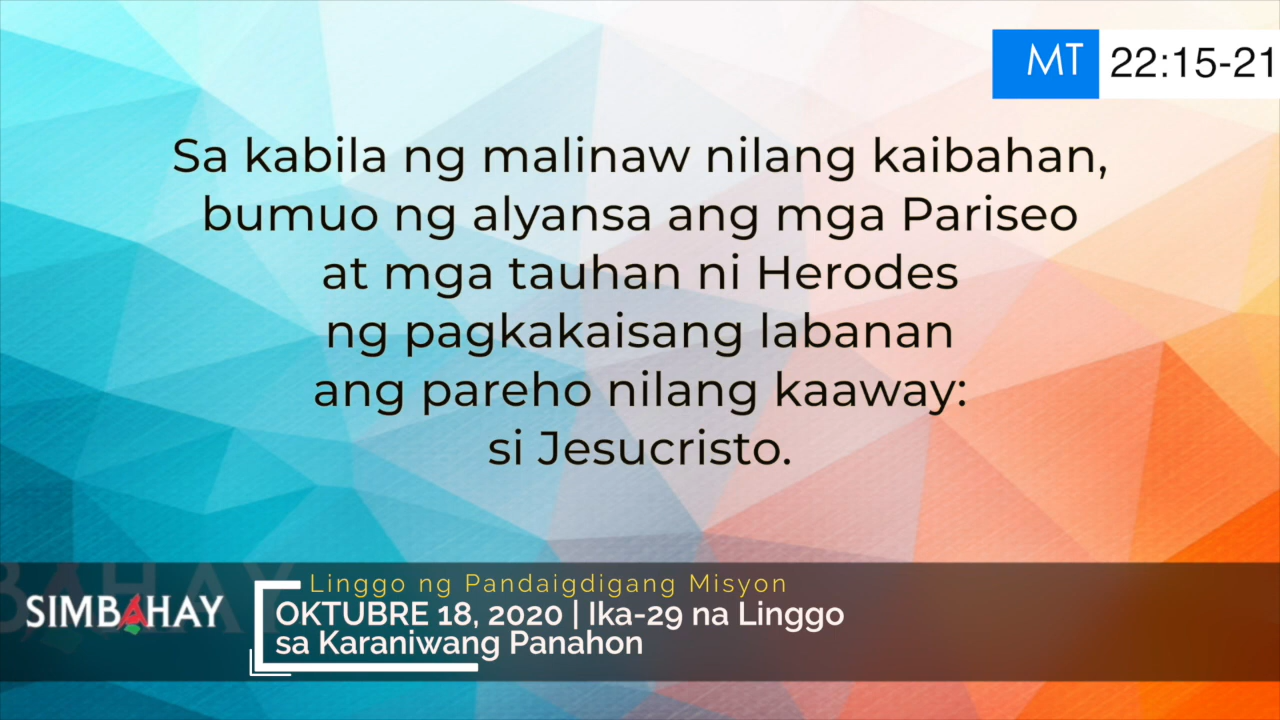 MT 22:15-21
Sa kabila ng malinaw nilang kaibahan,
bumuo ng alyansa ang mga Pariseo
at mga tauhan ni Herodes
ng pagkakaisang labanan
ang pareho nilang kaaway:
si Jesucristo.
Linggo ng Pandaigdigang Misyon
SIMBAHAY
OKTUBRE 18, 2020 | Ika-29 na Linggo
sa Karaniwang Panahon